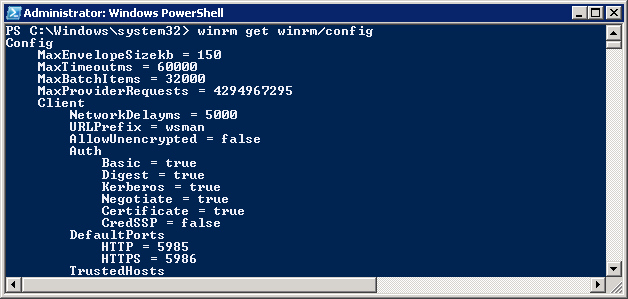 Administrator: Windows PowerShell
PS C:\Windows\system32> winrm get winrm/config
Config
    MaxEnvelopeSizekb = 150
    MaxTimeoutms = 60000
    MaxBatchItems = 32000
    MaxProviderRequests = 4294967295
    Client
        NetworkDelayms = 5000
        URLPrefix = wsman
        AllowUnencrypted = false
        Auth
            Basic = true
            Digest = true
            Kerberos = true
            Negotiate = true
            Certificate = true
            CredSSP = false
        DefaultPorts
            HTTP = 5985
            HTTPS = 5986
        TrustedHosts